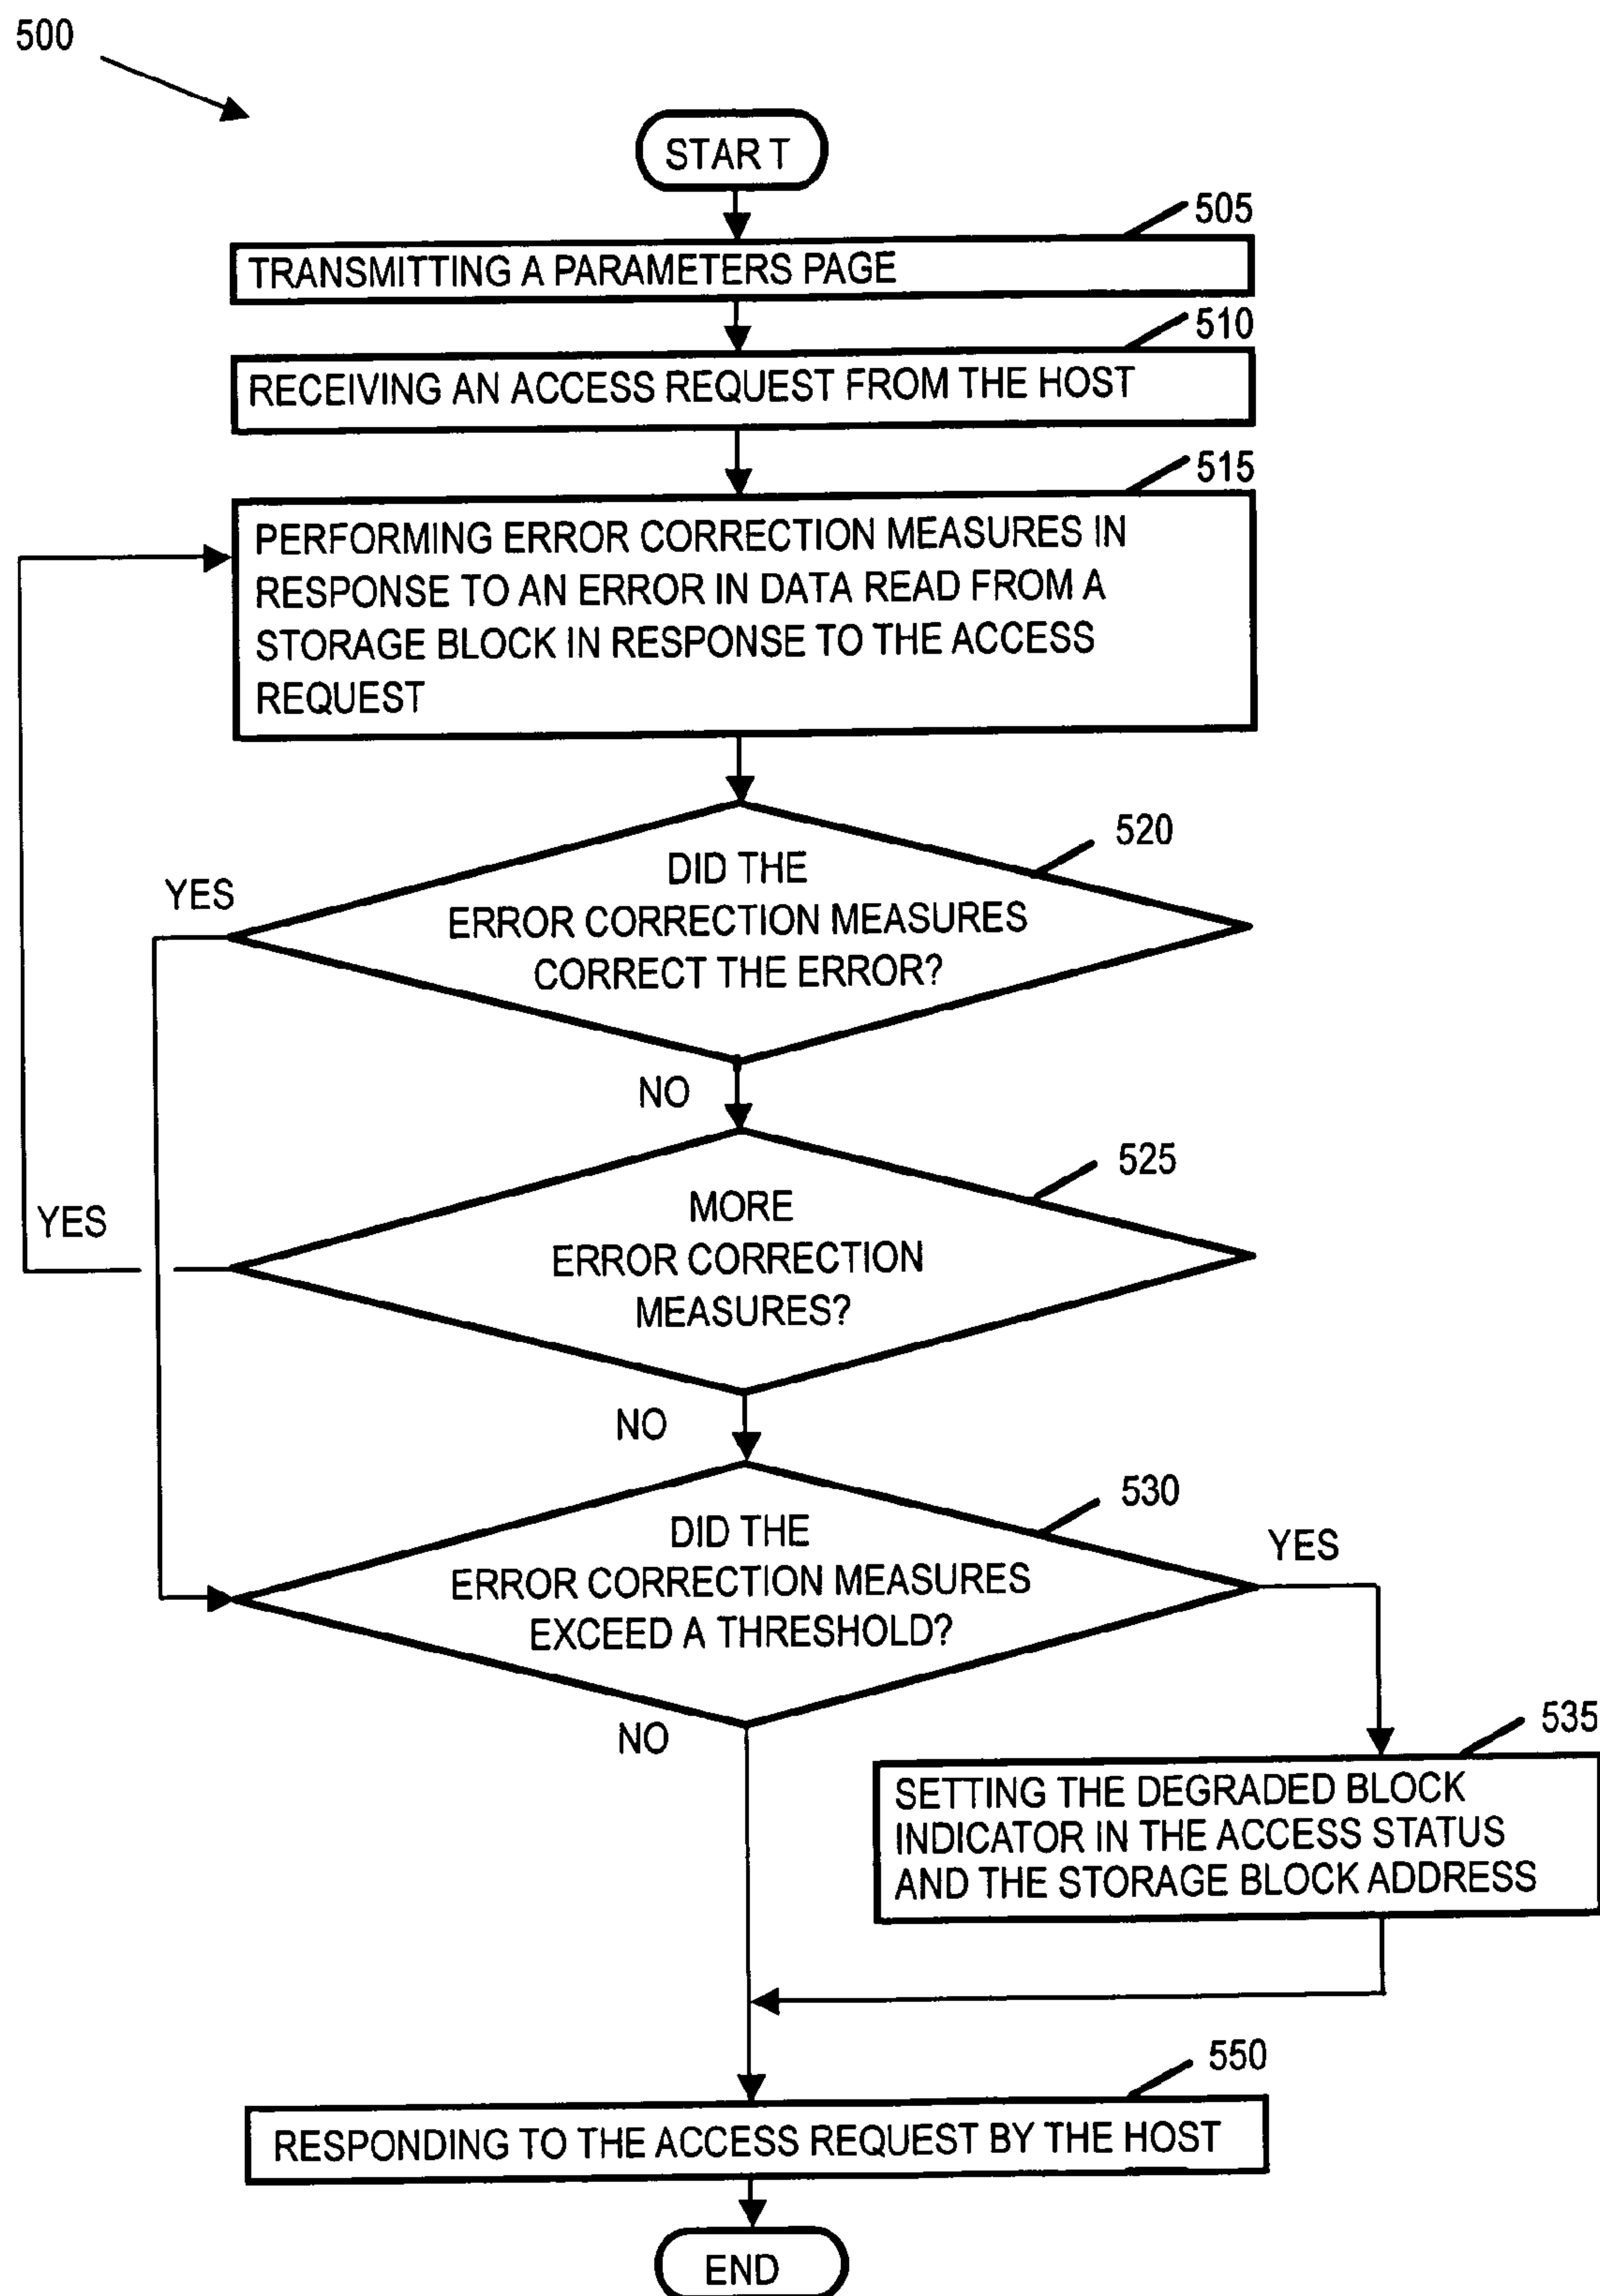 500
START
505
TRANSMITTING A PARAMETERS PAGE
510
RECEIVING AN ACCESS REQUEST FROM THE HOST
515
PERFORMING ERROR CORRECTION MEASURES IN
RESPONSE TO AN ERROR IN DATA READ FROM A
STORAGE BLOCK IN RESPONSE TO THE ACCESS
REQUEST
520
YES
DID THE
ERROR CORRECTION MEASURES
CORRECT THE ERROR?
NO
525
YES
MORE
ERROR CORRECTION
MEASURES?
NO
530
DID THE
ERROR CORRECTION MEASURES
EXCEED A THRESHOLD?
YES
NO
535
SETTING THE DEGRADED BLOCK
INDICATOR IN THE ACCESS STATUS
AND THE STORAGE BLOCK ADDRESS
550
RESPONDING TO THE ACCESS REQUEST BY THE HOST
END